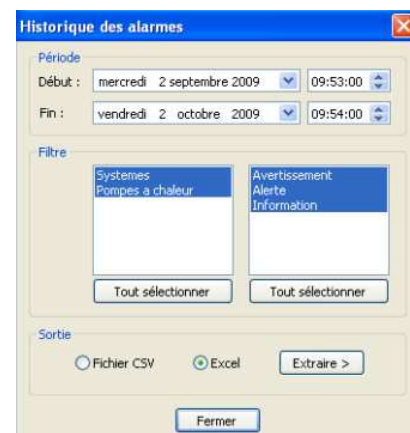 Historique des alarmes
Période
Début : mercredi 2 septembre 2009 09:53:00
Fin : vendredi 2 octobre 2009 09:54:00
Filtre
Systemes Avertissement
Pompes a chaleur Alerte
Information
Tout sélectionner Tout sélectionner
Sortie
Fichier CSV Excel Extraire >
Fermer